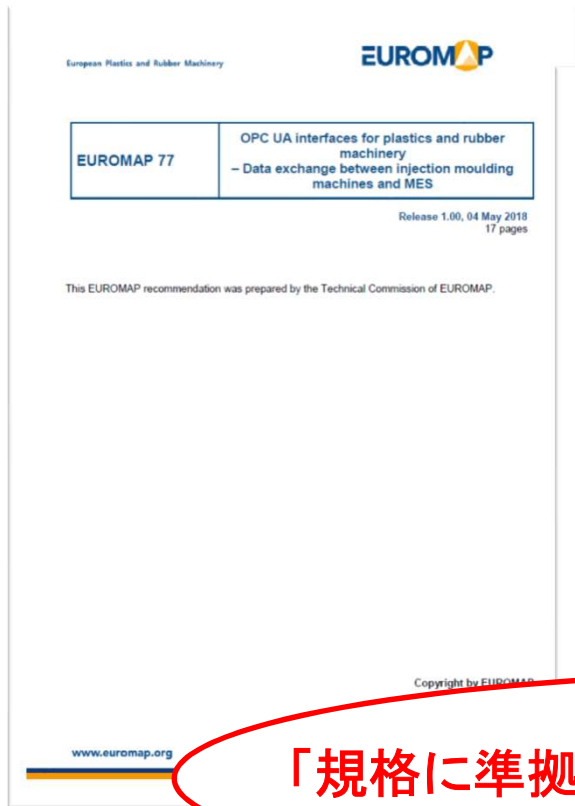 European Plastics and Rubber Machinery
EUROMAP
EUROMAP 77
OPC UA interfaces for plastics and rubber
machinery
– Data exchange between injection moulding
machines and MES
Release 1.00, 04 May 2018
17 pages
This EUROMAP recommendation was prepared by the Technical Commission of EUROMAP.
Copyright by EUROMAP
www.euromap.org
「規格に準拠